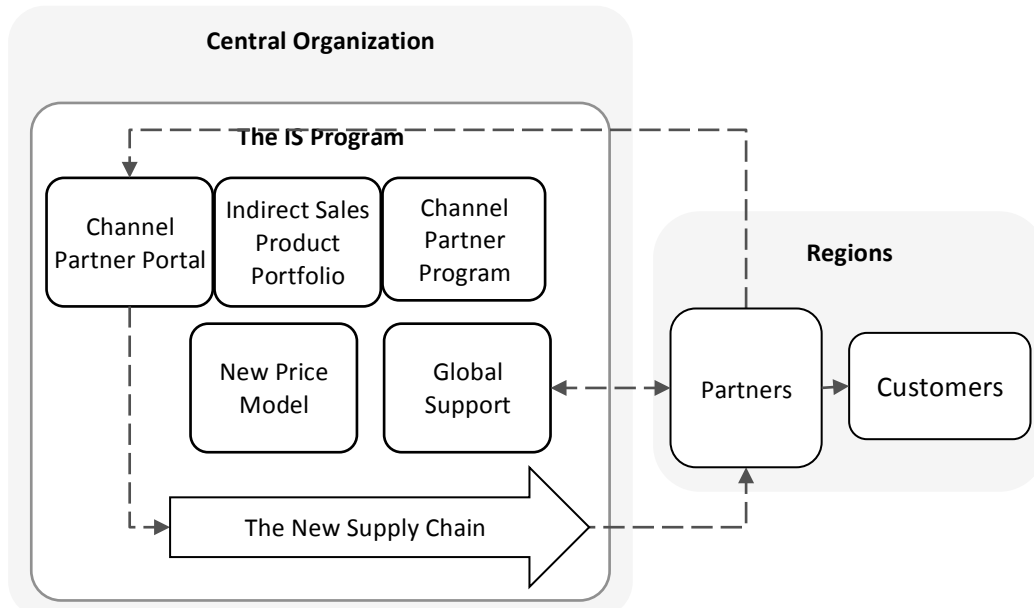 Central Organization
The IS Program
Channel
Partner Portal
Indirect Sales
Product
Portfolio
Channel
Partner
Program
New Price
Model
Global
Support
The New Supply Chain
Regions
Partners
Customers